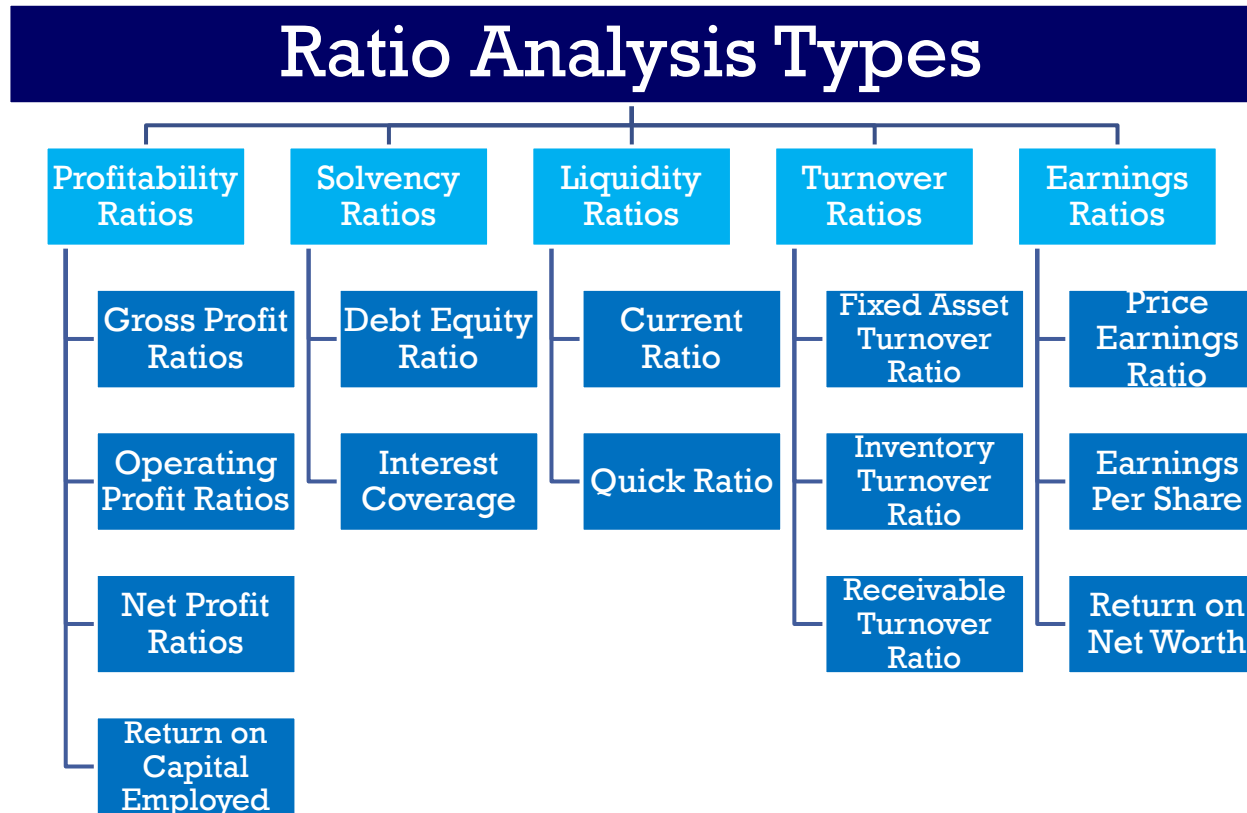 Ratio Analysis Types
Profitability
Ratios
Solvency
Ratios
Liquidity
Ratios
Turnover
Ratios
Earnings
Ratios
Gross Profit
Ratios
Debt Equity
Ratio
Current
Ratio
Fixed Asset
Turnover
Ratio
Price
Earnings
Ratio
Operating
Profit Ratios
Interest
Coverage
Quick Ratio
Inventory
Turnover
Ratio
Earnings
Per Share
Net Profit
Ratios
Receivable
Turnover
Ratio
Return on
Net Worth
Return on
Capital
Employed